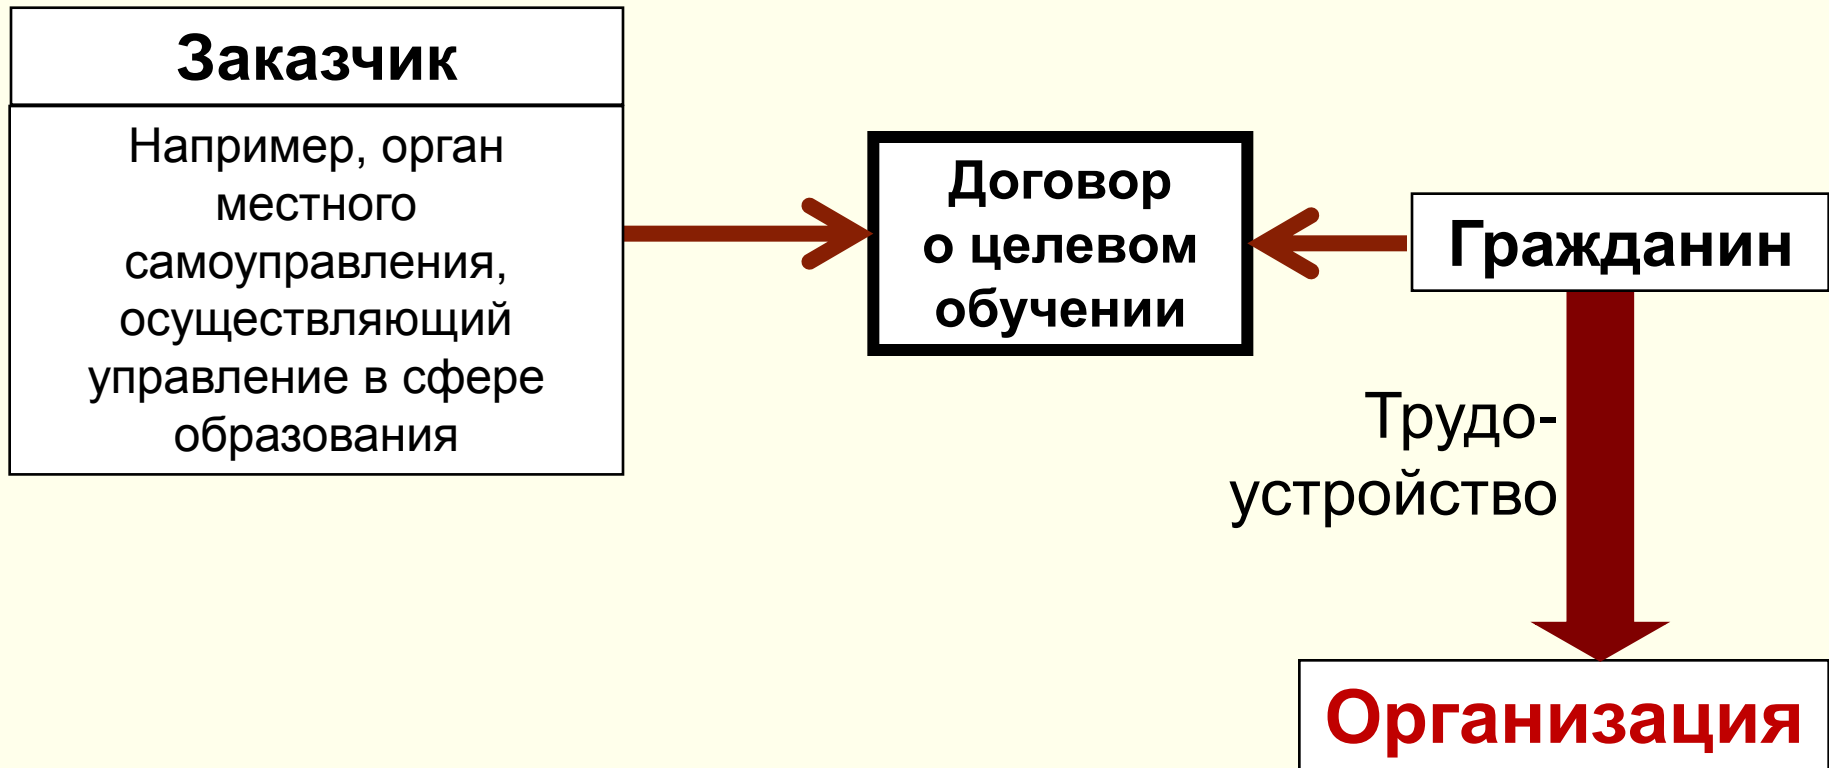 Заказчик
Например, орган
местного
самоуправления,
осуществляющий
управление в сфере
образования
Договор
о целевом
обучении
Гражданин
Трудо-
устройство
Организация